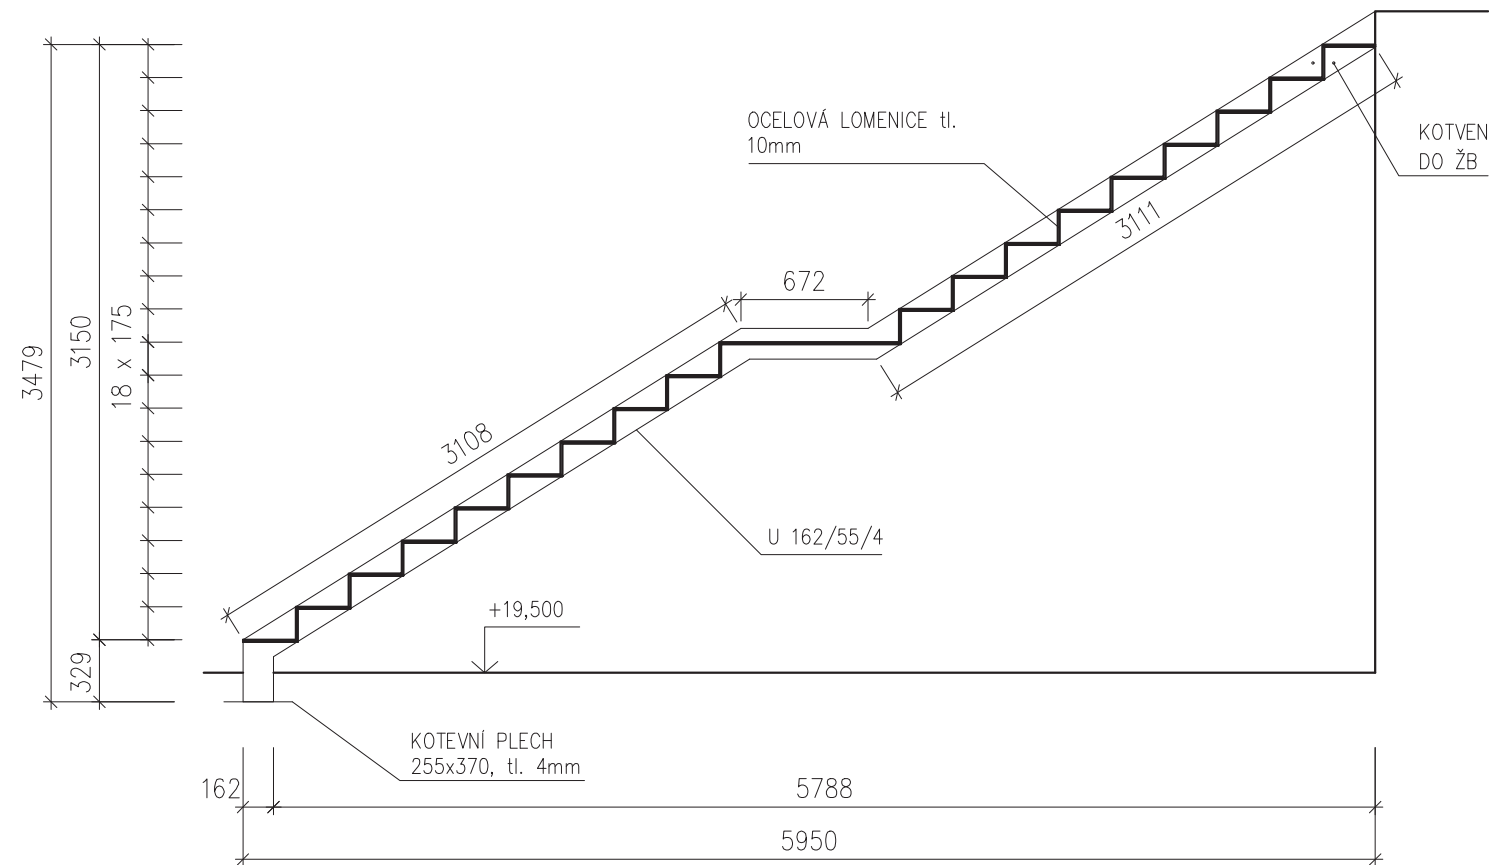 OCELOVÁ LOMENICE tl.
10mm
KOTVEN
DO ŽB
3111
672
3479
3150
18 x 175
3108
U 162/55/4
+19,500
329
KOTEVNÍ PLECH
255x370, tl. 4mm
162
5788
5950